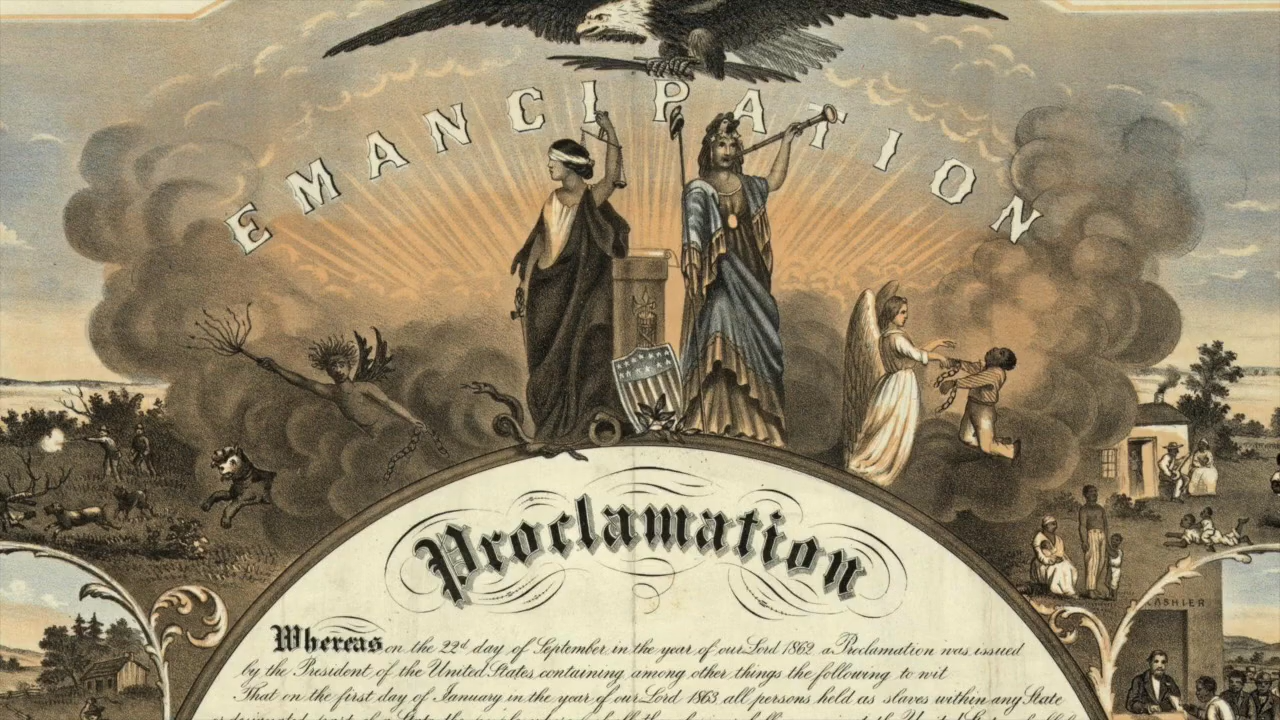 EMANCIPATION
Proclamation
Whereas on the 22d day of September in the year of our Lord 1862 a Proclamation was issued
by the President of the United States containing among other things the following to wit
That on the first day of January in the year of our Lord 1863 all persons held as slaves within any State
CASHIER